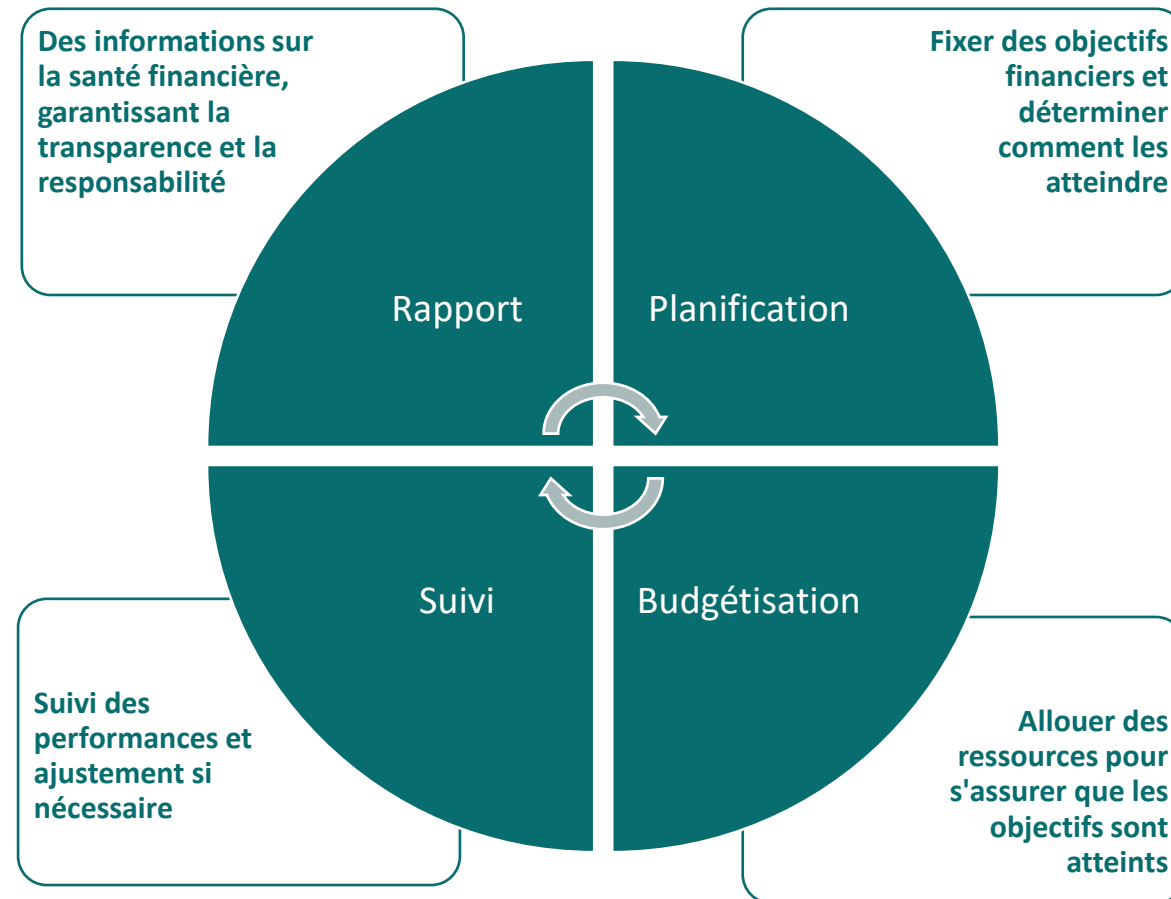 Des informations sur
la santé financière,
garantissant la
transparence et la
responsabilité
Fixer des objectifs
financiers et
déterminer
comment les
atteindre
Rapport
Planification
Suivi
Budgétisation
Suivi des
performances et
ajustement si
nécessaire
Allouer des
ressources pour
s'assurer que les
objectifs sont
atteints